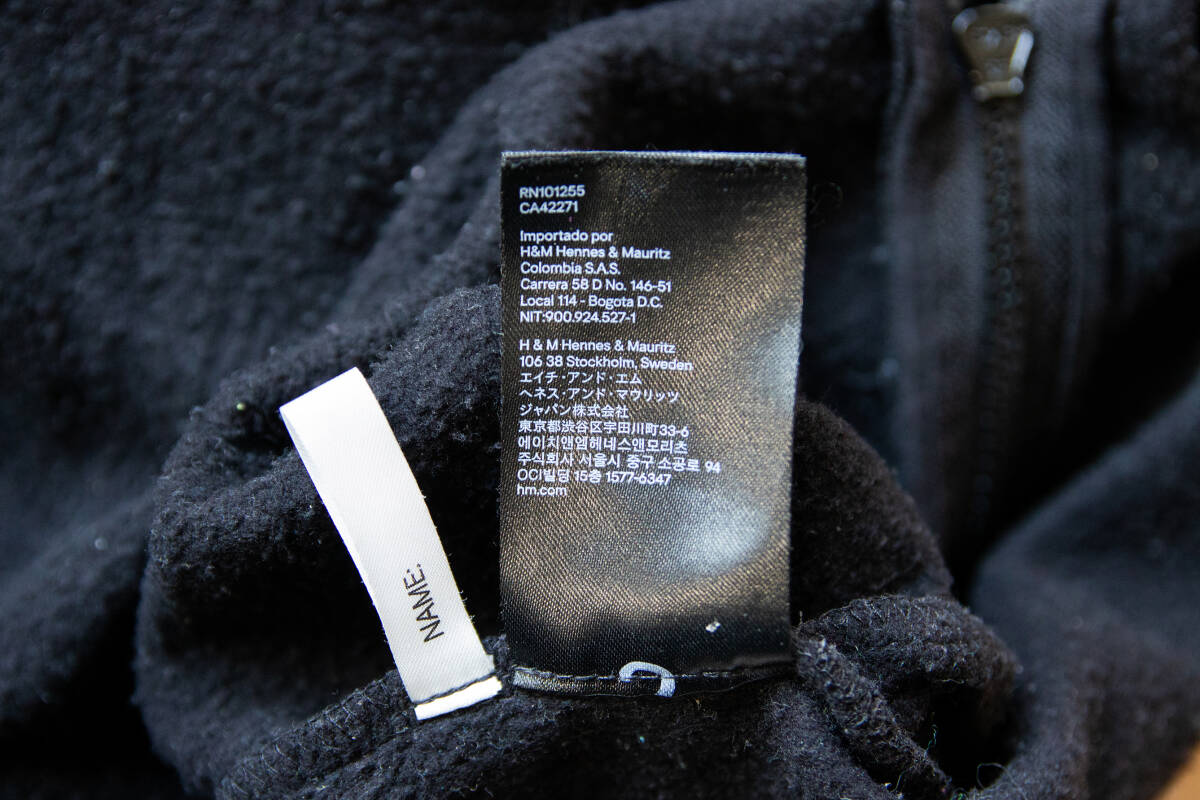 RN101255
CA42271
Importado por
H&M Hennes & Mauritz
Colombia S.A.S.
Carrera 58 D No. 146-51
Local 114 - Bogota D.C.
NIT:900.924.527-1
H & M Hennes & Mauritz
106 38 Stockholm, Sweden
エイチ・アンド・エム
ヘネス・アンド・マウリッツ
ジャパン株式会社
東京都渋谷区宇田川町33-6
에이치앤엠헤네스앤모리츠
주식회사 서울시 중구 소공로 94
OCI빌딩 15층 1577-6347
hm.com
NAME: